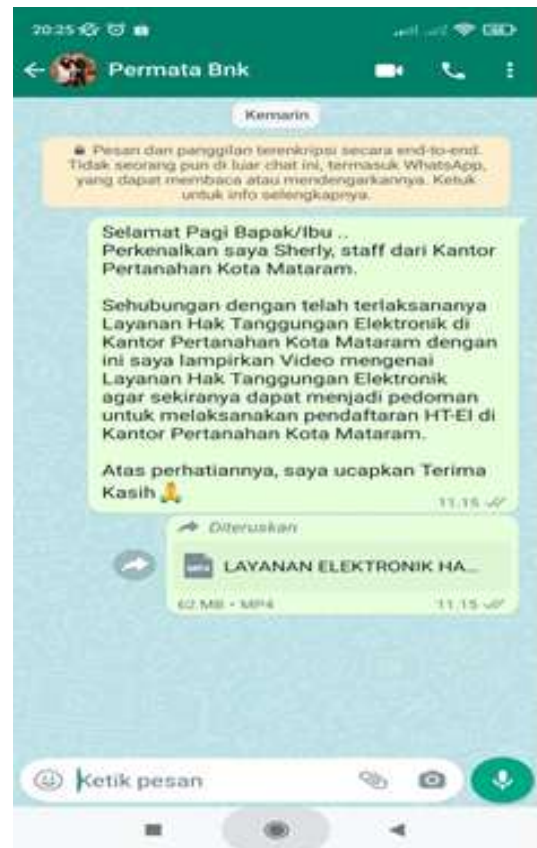 20:25
Permata Bnk
Kemarin
Pesan dan panggilan terenkripsi secara end-to-end.
Tidak seorang pun di luar chat ini, termasuk WhatsApp,
yang dapat membaca atau mendengarkannya. Ketuk
untuk info selengkapnya.
Selamat Pagi Bapak/Ibu ..
Perkenalkan saya Sherly, staff dari Kantor
Pertanahan Kota Mataram.
Sehubungan dengan telah terlaksananya
Layanan Hak Tanggungan Elektronik di
Kantor Pertanahan Kota Mataram dengan
ini saya lampirkan Video mengenai
Layanan Hak Tanggungan Elektronik
agar sekiranya dapat menjadi pedoman
untuk melaksanakan pendaftaran HT-El di
Kantor Pertanahan Kota Mataram.
Atas perhatiannya, saya ucapkan Terima
Kasih 🙏
11.15
Diteruskan
LAYANAN ELEKTRONIK HA...
62 MB • MP4 11.15
Ketik pesan